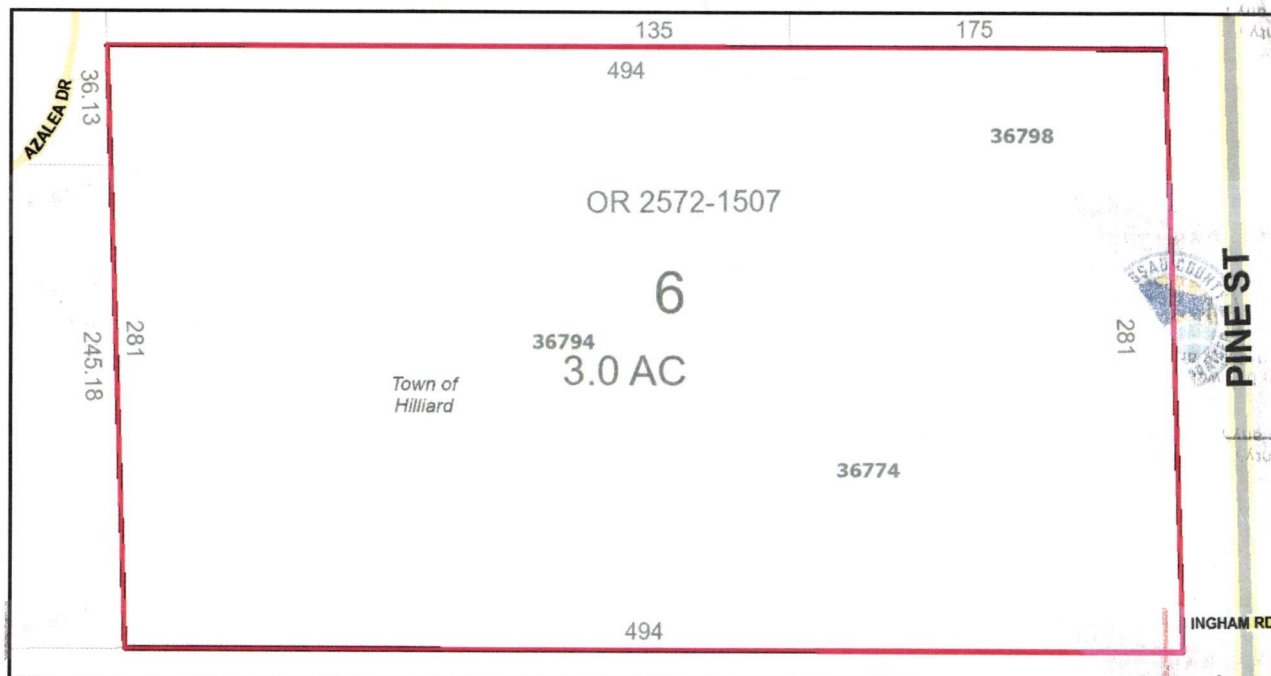 135
175
494
36.13
AZALEA DR
36798
OR 2572-1507
6
36794
3.0 AC
281
245.18
281
PINE ST
Town of
Hilliard
36774
494
INGHAM RD